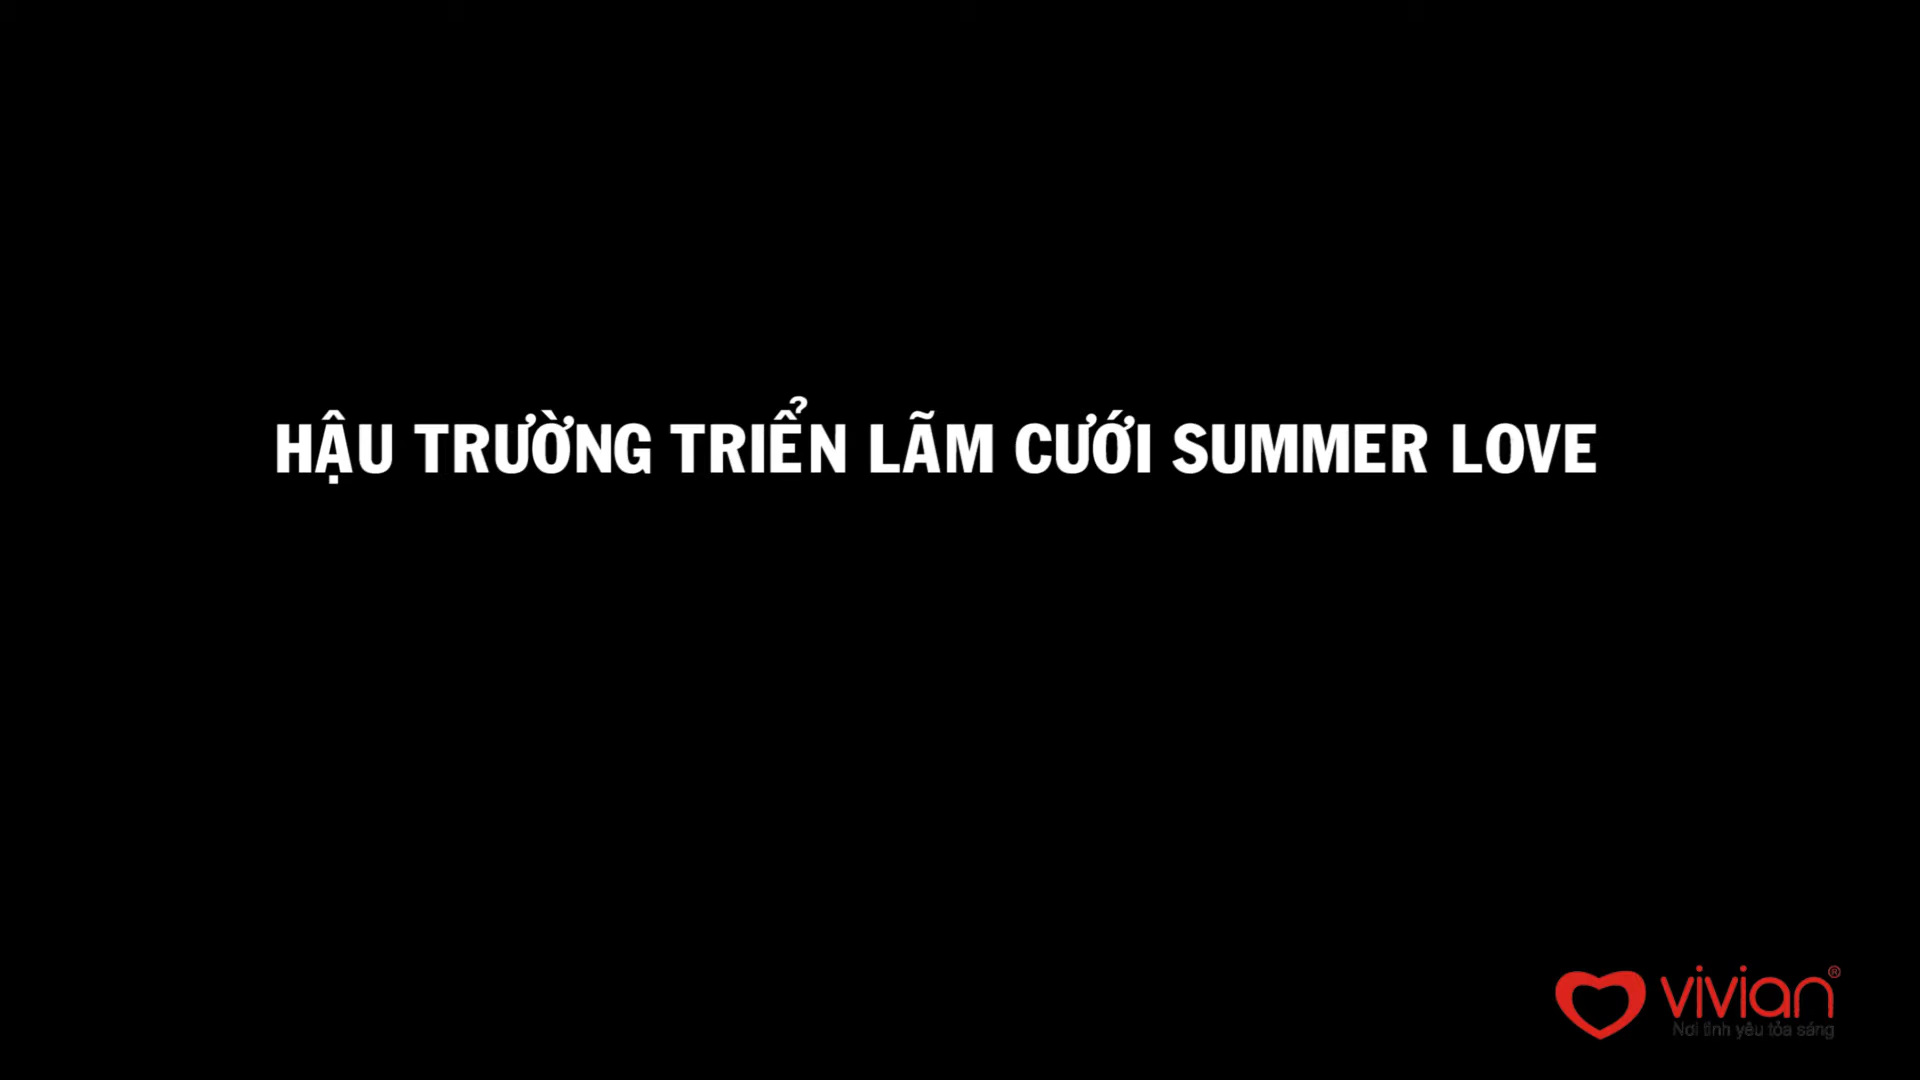 HẬU TRƯỜNG TRIỂN LÃM CƯỚI SUMMER LOVE
vivian®
Nơi tình yêu tỏa sáng